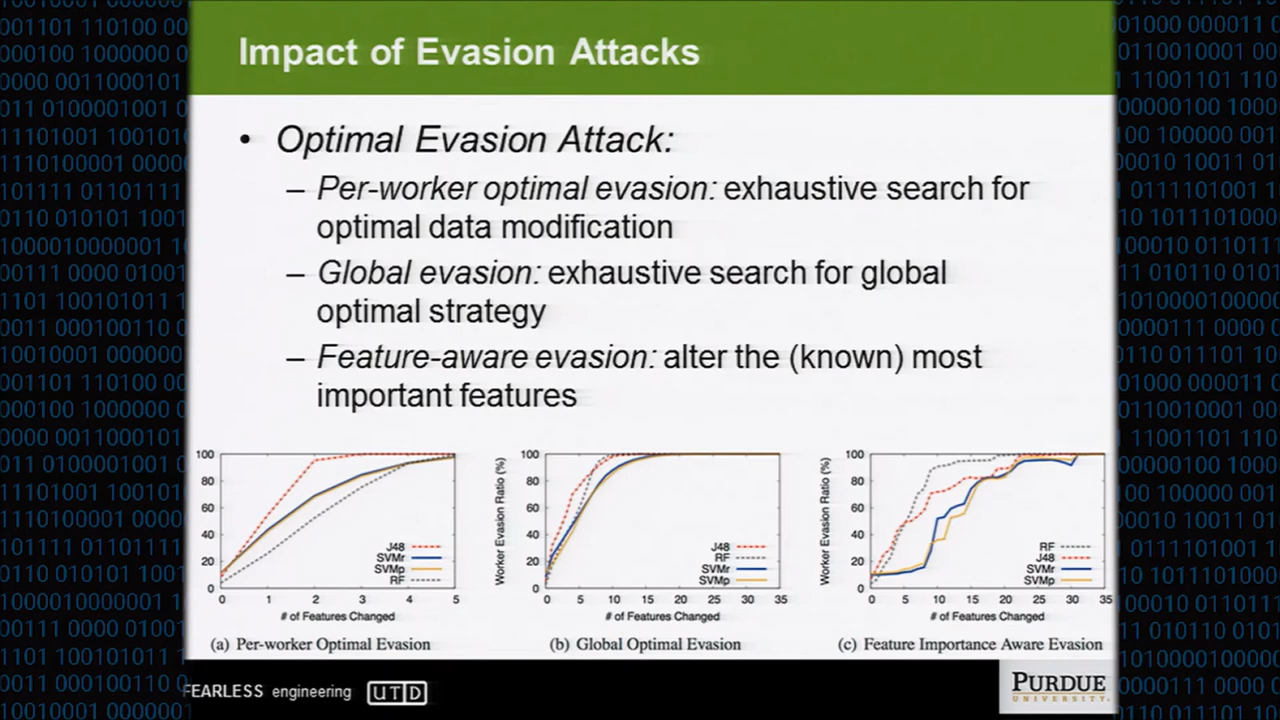 Impact of Evasion Attacks
• Optimal Evasion Attack:
– Per-worker optimal evasion: exhaustive search for
optimal data modification
– Global evasion: exhaustive search for global
optimal strategy
– Feature-aware evasion: alter the (known) most
important features
100
80
60
40
20
0
0 1 2 3 4 5
J48
SVMr
SVMp
RF
# of Features Changed
(a) Per-worker Optimal Evasion
Worker Evasion Ratio (%)
100
80
60
40
20
0
0 5 10 15 20 25 30 35
J48
RF
SVMr
SVMp
# of Features Changed
(b) Global Optimal Evasion
Worker Evasion Ratio (%)
100
80
60
40
20
0
0 5 10 15 20 25 30 35
RF
J48
SVMr
SVMp
# of Features Changed
(c) Feature Importance Aware Evasion
FEARLESS engineering UTD
PURDUE
UNIVERSITY